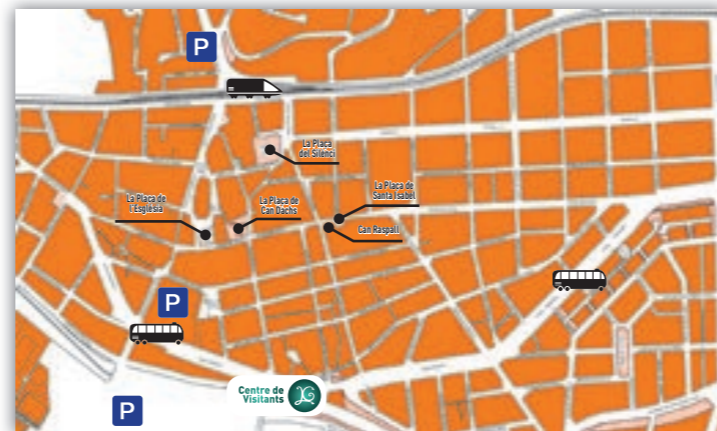 P
La Plaça
del Silenci
La Plaça de
l'Església
La Plaça de
Can Dachs
La Plaça de
Santa Isabel
Can Raspall
P
P
Centre de
Visitants